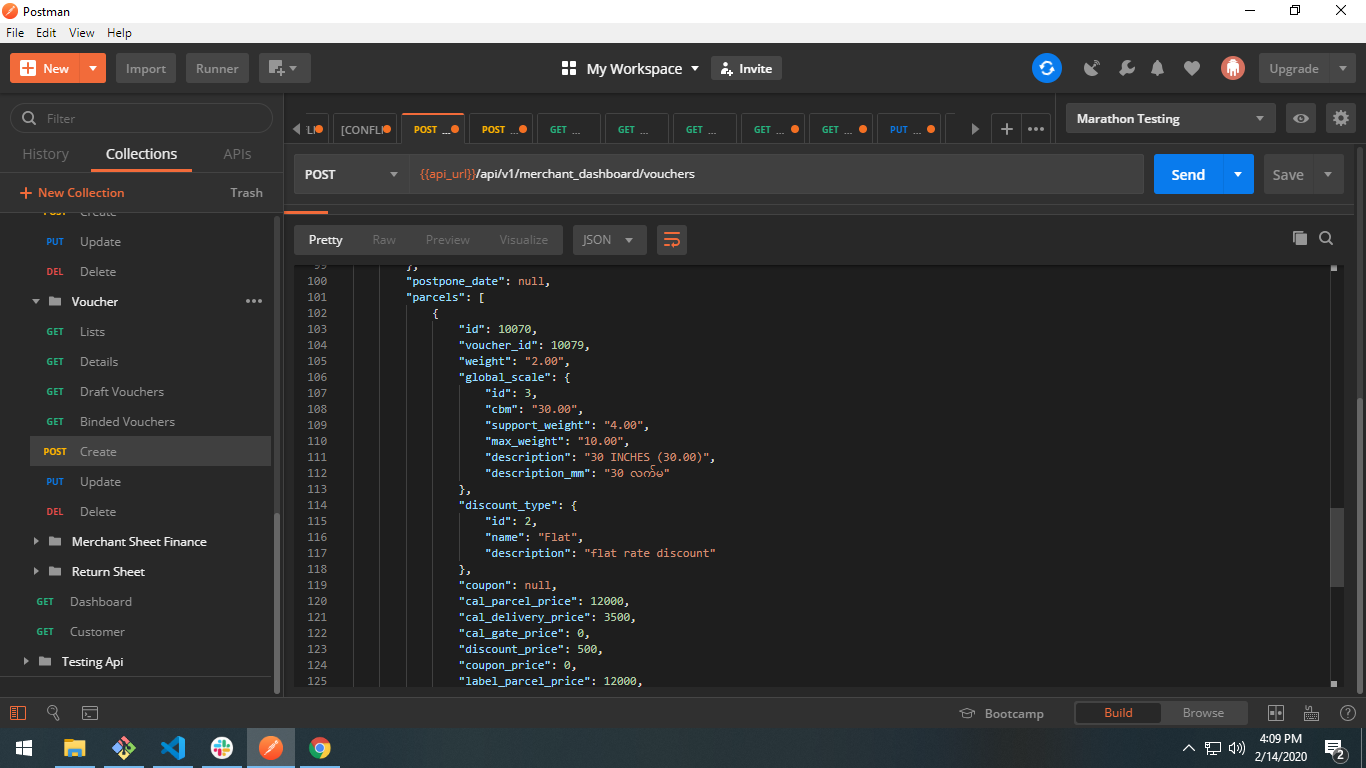 Postman
File Edit View Help
New
Import
Runner
My Workspace
Invite
Upgrade
Filter
History
Collections
APIs
New Collection
Trash
Create
PUT Update
DEL Delete
Voucher
GET Lists
GET Details
GET Draft Vouchers
GET Binded Vouchers
POST Create
PUT Update
DEL Delete
Merchant Sheet Finance
Return Sheet
GET Dashboard
GET Customer
Testing Api
[CONFLI
POST ...
POST ...
GET ...
GET ...
GET ...
GET ...
GET ...
PUT ...
Marathon Testing
POST
{{api_url}}/api/v1/merchant_dashboard/vouchers
Send
Save
Pretty
Raw
Preview
Visualize
JSON
99 },
100 "postpone_date": null,
101 "parcels": [
102 {
103 "id": 10070,
104 "voucher_id": 10079,
105 "weight": "2.00",
106 "global_scale": {
107 "id": 3,
108 "cbm": "30.00",
109 "support_weight": "4.00",
110 "max_weight": "10.00",
111 "description": "30 INCHES (30.00)",
112 "description_mm": "30 လက်မ"
113 },
114 "discount_type": {
115 "id": 2,
116 "name": "Flat",
117 "description": "flat rate discount"
118 },
119 "coupon": null,
120 "cal_parcel_price": 12000,
121 "cal_delivery_price": 3500,
122 "cal_gate_price": 0,
123 "discount_price": 500,
124 "coupon_price": 0,
125 "label_parcel_price": 12000,
Bootcamp
Build
Browse
4:09 PM
2/14/2020
2